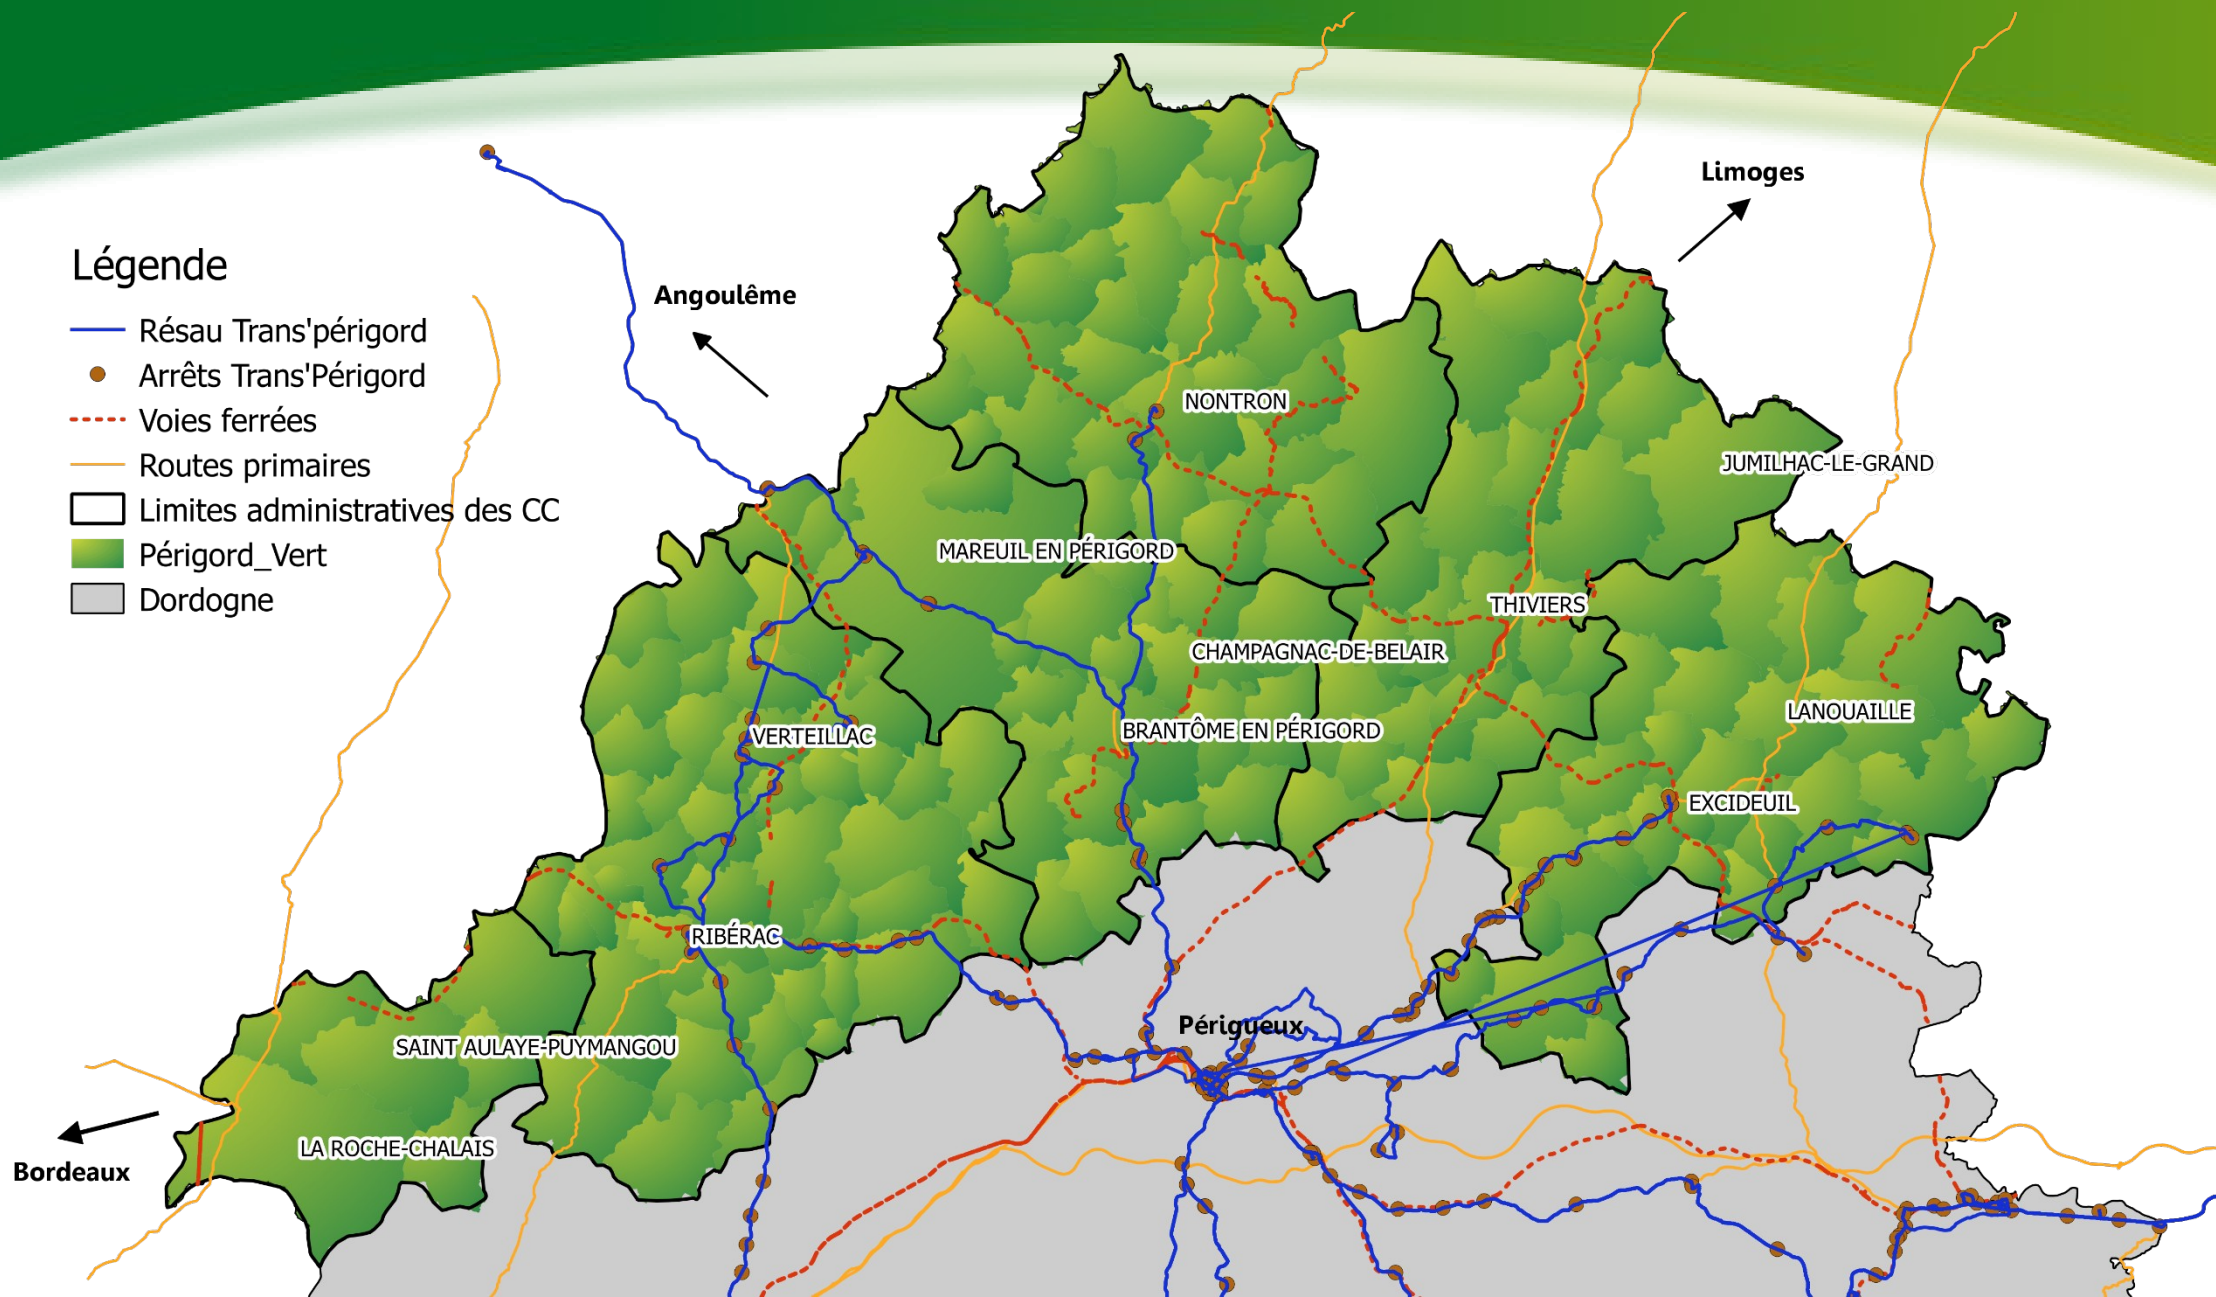 Limoges
Angoulême
Légende
Résau Trans'périgord
Arrêts Trans'Périgord
Voies ferrées
Routes primaires
Limites administratives des CC
Périgord_Vert
Dordogne
NONTRON
JUMILHAC-LE-GRAND
MAREUIL EN PÉRIGORD
THIVIERS
CHAMPAGNAC-DE-BELAIR
LANOUAILLE
BRANTÔME EN PÉRIGORD
VERTEILLAC
EXCIDEUIL
RIBÉRAC
Périgueux
SAINT AULAYE-PUYMANGOU
LA ROCHE-CHALAIS
Bordeaux